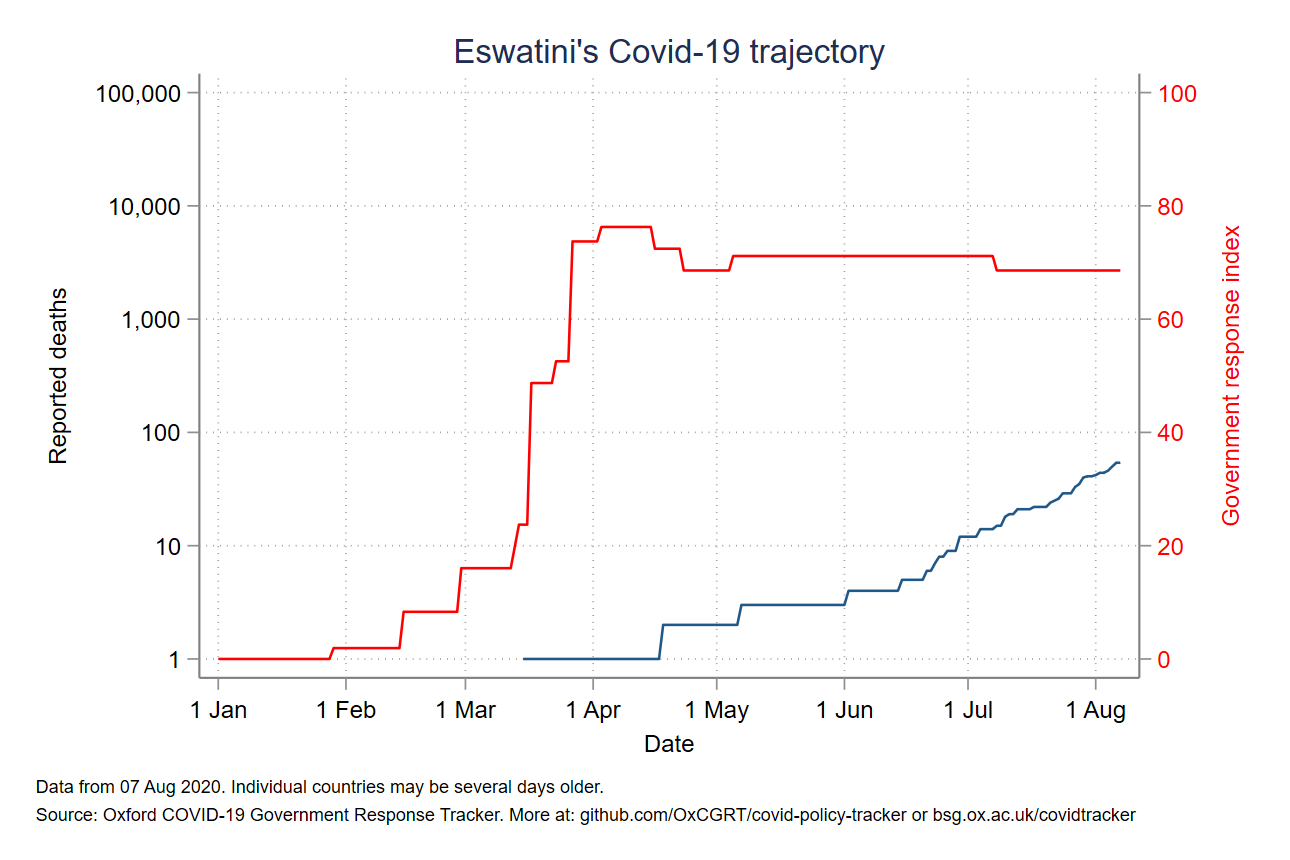 Eswatini's Covid-19 trajectory
100,000
10,000
1,000
100
10
1
Reported deaths
100
80
60
40
20
0
Government response index
1 Jan 1 Feb 1 Mar 1 Apr 1 May 1 Jun 1 Jul 1 Aug
Date
Data from 07 Aug 2020. Individual countries may be several days older.
Source: Oxford COVID-19 Government Response Tracker. More at: github.com/OxCGRT/covid-policy-tracker or bsg.ox.ac.uk/covidtracker